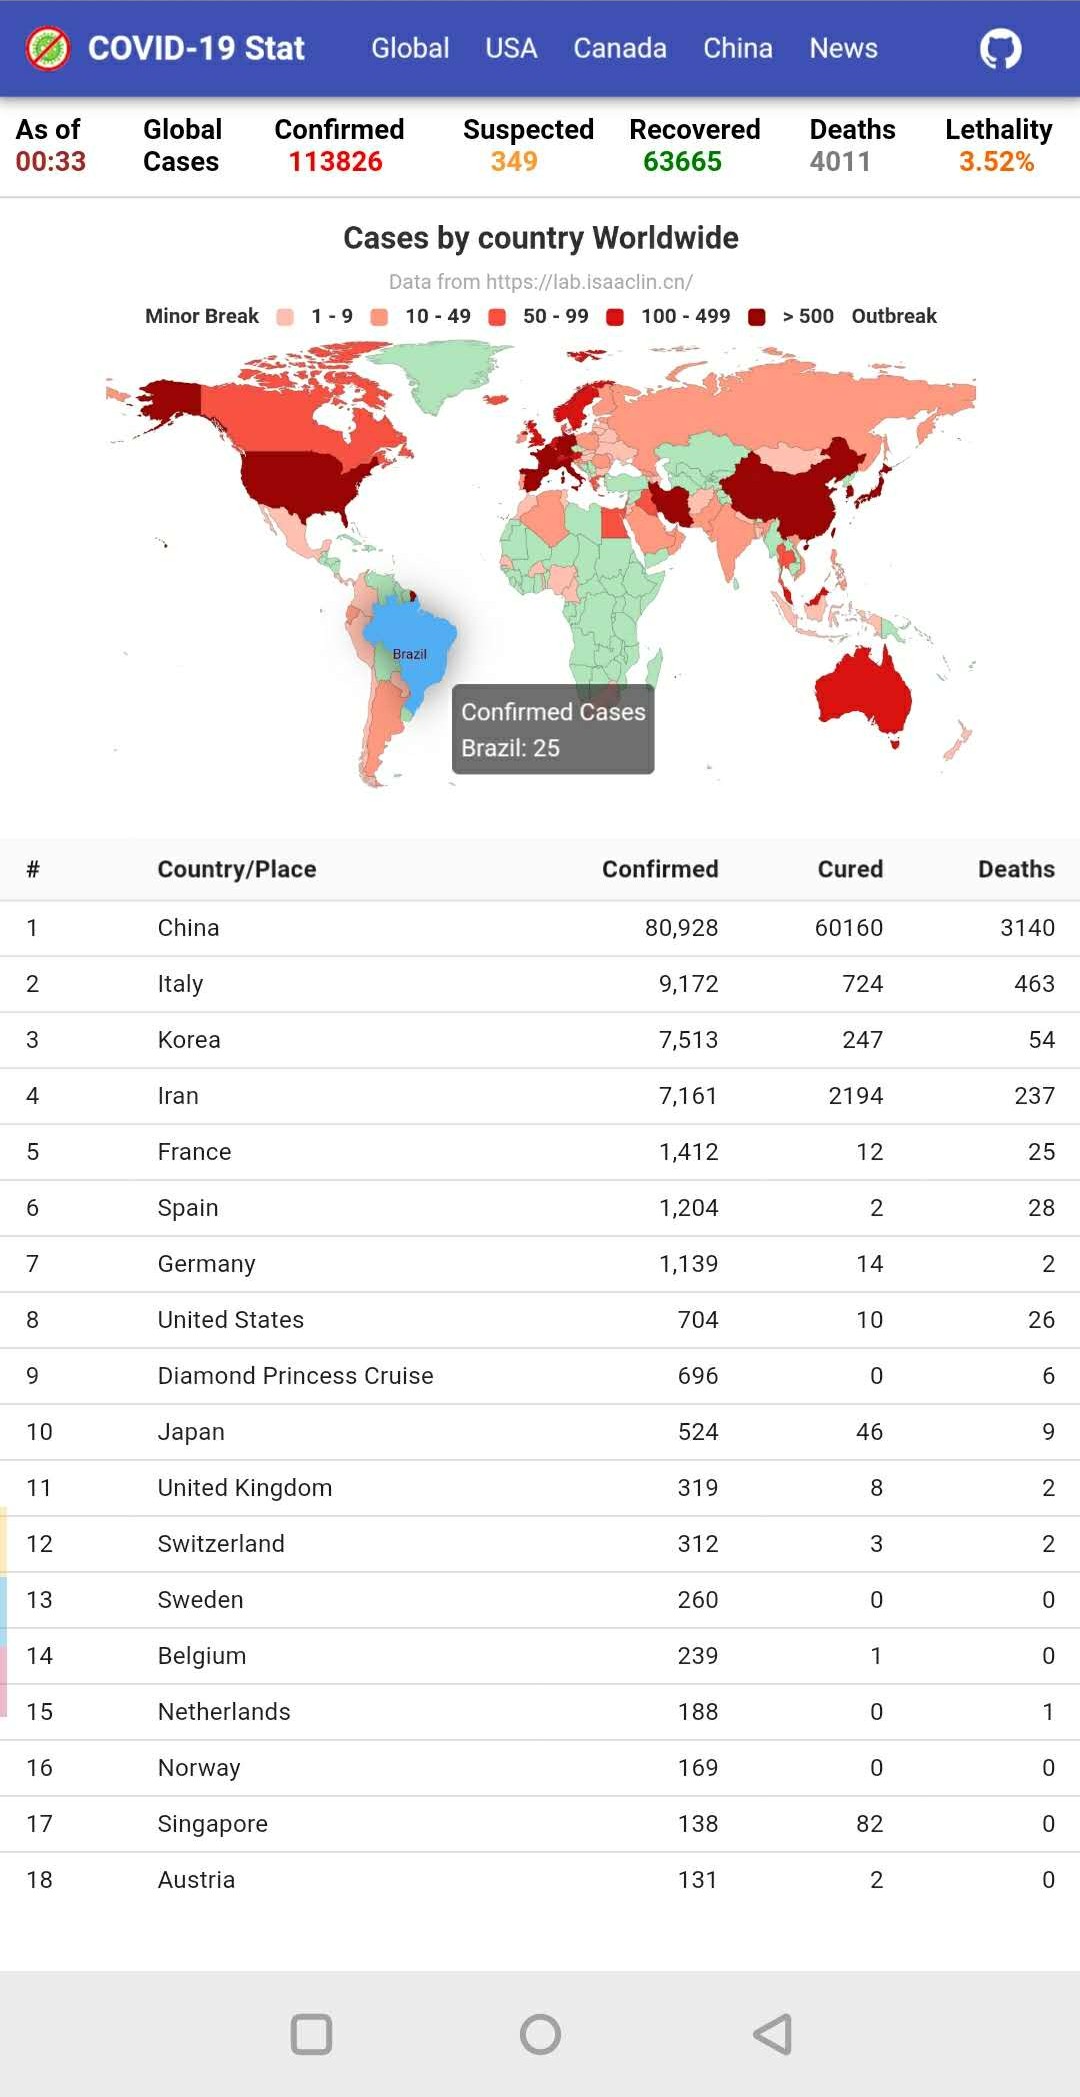 COVID-19 Stat Global USA Canada China News
As of Global Confirmed Suspected Recovered Deaths Lethality
00:33 Cases 113826 349 63665 4011 3.52%
Cases by country Worldwide
Data from https://lab.isaaclin.cn/
Minor Break 1 - 9 10 - 49 50 - 99 100 - 499 > 500 Outbreak
Brazil
Confirmed Cases
Brazil: 25
# Country/Place Confirmed Cured Deaths
1 China 80,928 60160 3140
2 Italy 9,172 724 463
3 Korea 7,513 247 54
4 Iran 7,161 2194 237
5 France 1,412 12 25
6 Spain 1,204 2 28
7 Germany 1,139 14 2
8 United States 704 10 26
9 Diamond Princess Cruise 696 0 6
10 Japan 524 46 9
11 United Kingdom 319 8 2
12 Switzerland 312 3 2
13 Sweden 260 0 0
14 Belgium 239 1 0
15 Netherlands 188 0 1
16 Norway 169 0 0
17 Singapore 138 82 0
18 Austria 131 2 0